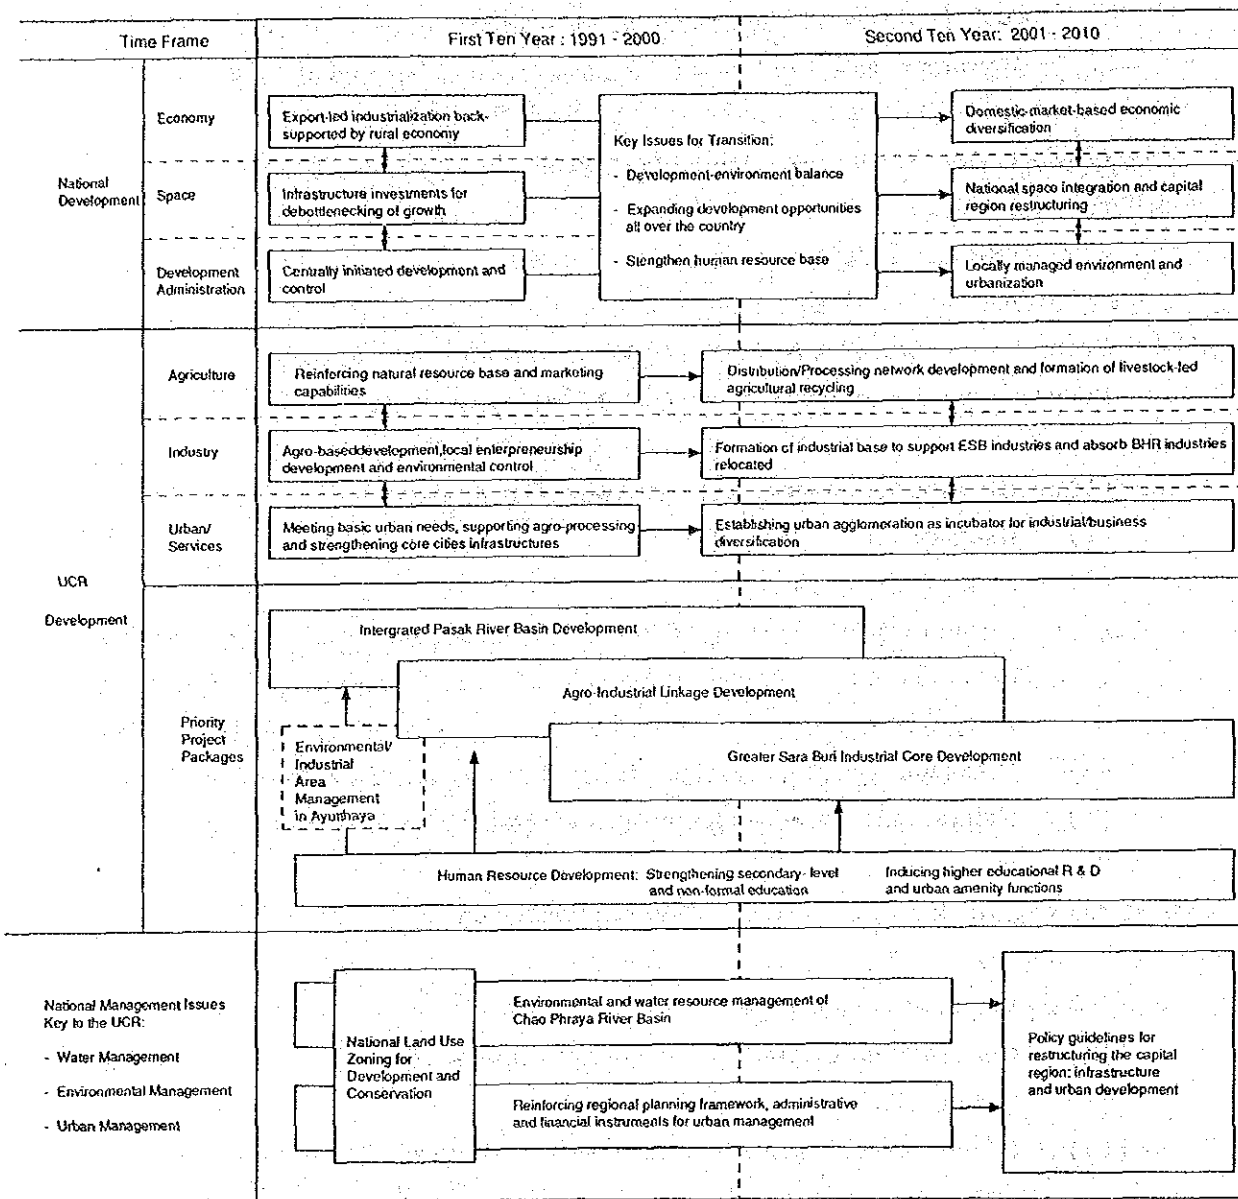 Time Frame
First Ten Year : 1991 - 2000
Second Ten Year: 2001 - 2010
National
Development
Economy
Export-led industrialization back-
supported by rural economy
Space
Infrastructure investments for
debottlenecking of growth
Development
Administration
Centrally initiated development and
control
Key Issues for Transition:
- Development-environment balance
- Expanding development opportunities
all over the country
- Stengthen human resource base
Domestic-market-based economic
diversification
National space integration and capital
region restructuring
Locally managed environment and
urbanization
UCR
Development
Agriculture
Reinforcing natural resource base and marketing
capabilities
Distribution/Processing network development and formation of livestock-led
agricultural recycling
Industry
Agro-baseddevelopment,local enterpreneurship
development and environmental control
Formation of industrial base to support ESB industries and absorb BHR industries
relocated
Urban/
Services
Meeting basic urban needs, supporting agro-processing
and strengthening core cities infrastructures
Establishing urban agglomeration as incubator for industrial/business
diversification
Priority
Project
Packages
Intergrated Pasak River Basin Development
Agro-Industrial Linkage Development
Environmental/
Industrial
Area
Management
in Ayutthaya
Greater Sara Buri Industrial Core Development
Human Resource Development: Strengthening secondary- level
and non-formal education
Inducing higher educational R & D
and urban amenity functions
National Management Issues
Key to the UCR:
- Water Management
- Environmental Management
- Urban Management
National Land Use
Zoning for
Development and
Conservation
Environmental and water resource management of
Chao Phraya River Basin
Reinforcing regional planning framework, administrative
and financial instruments for urban management
Policy guidelines for
restructuring the capital
region: infrastructure
and urban development